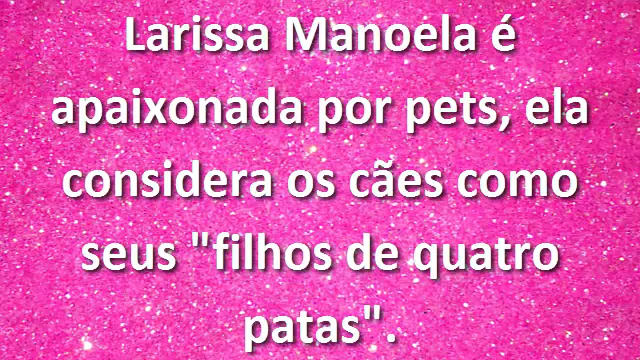 Larissa Manoela é
apaixonada por pets, ela
considera os cães como
seus "filhos de quatro
patas".